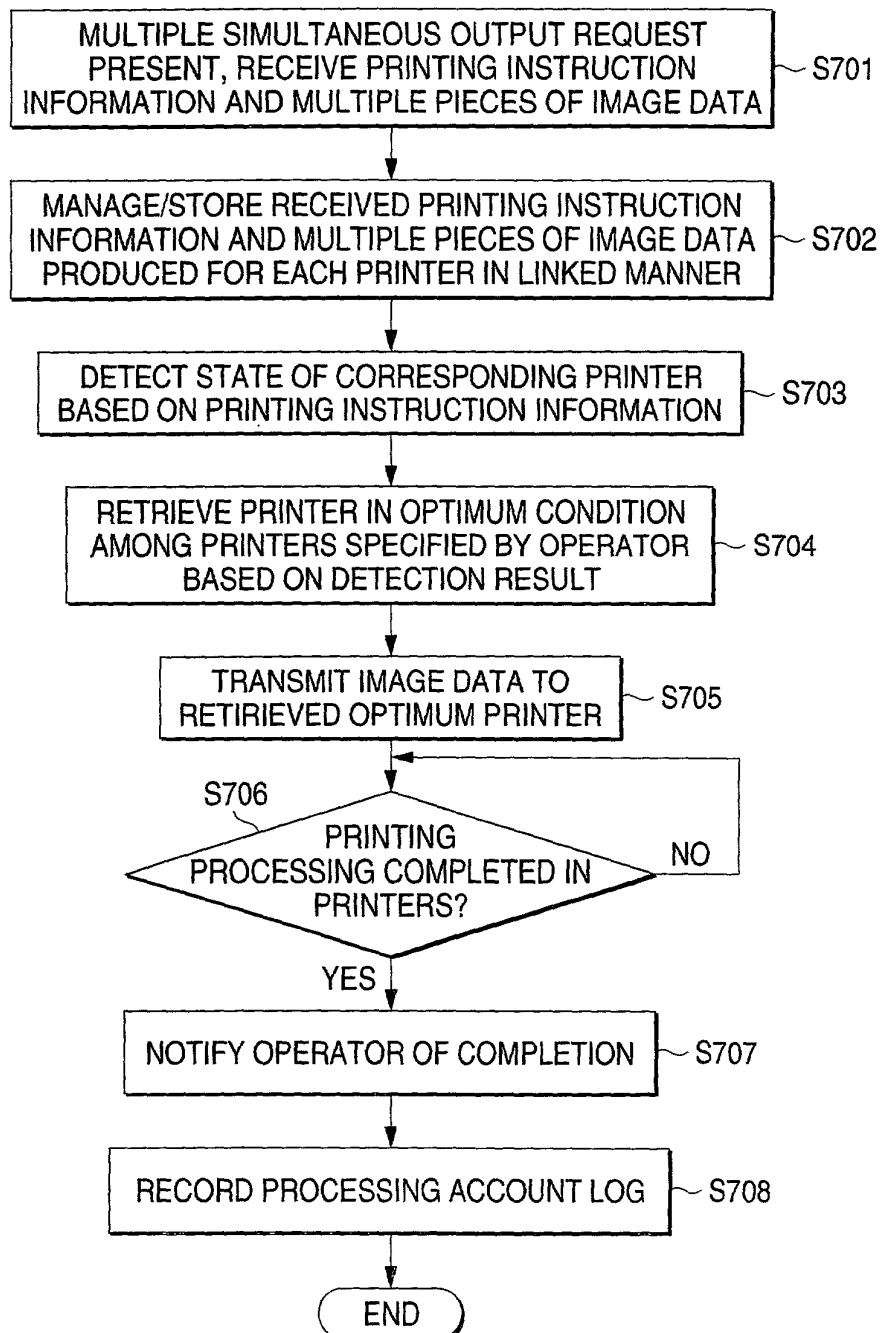 MULTIPLE SIMULTANEOUS OUTPUT REQUEST
PRESENT, RECEIVE PRINTING INSTRUCTION
INFORMATION AND MULTIPLE PIECES OF IMAGE DATA
S701
MANAGE/STORE RECEIVED PRINTING INSTRUCTION
INFORMATION AND MULTIPLE PIECES OF IMAGE DATA
PRODUCED FOR EACH PRINTER IN LINKED MANNER
S702
DETECT STATE OF CORRESPONDING PRINTER
BASED ON PRINTING INSTRUCTION INFORMATION
S703
RETRIEVE PRINTER IN OPTIMUM CONDITION
AMONG PRINTERS SPECIFIED BY OPERATOR
BASED ON DETECTION RESULT
S704
TRANSMIT IMAGE DATA TO
RETIRIEVED OPTIMUM PRINTER
S705
S706
PRINTING
PROCESSING COMPLETED IN
PRINTERS?
NO
YES
NOTIFY OPERATOR OF COMPLETION
S707
RECORD PROCESSING ACCOUNT LOG
S708
END